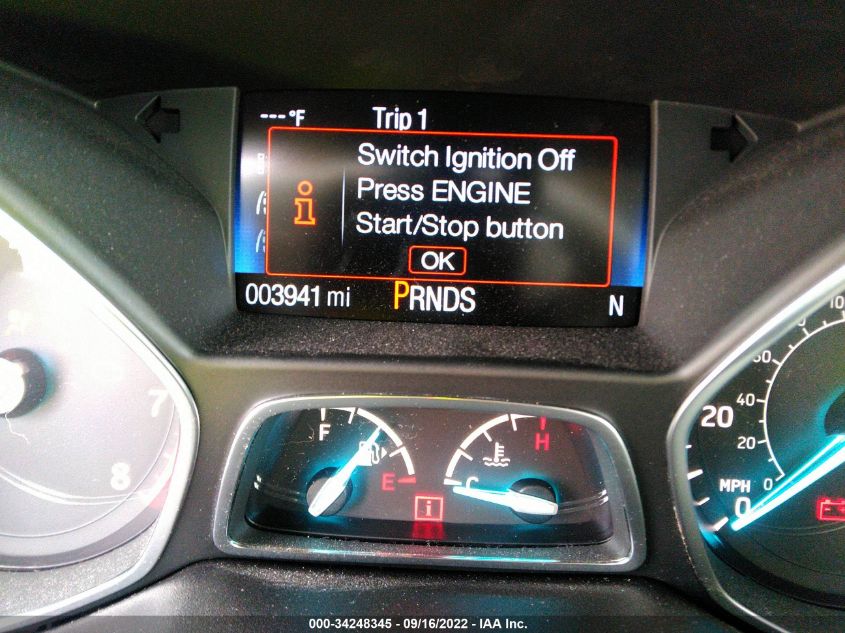 ---°F Trip 1
Switch Ignition Off
Press ENGINE
i Start/Stop button
OK
003941 mi PRNDS N
F E
i
C H
7
8
20
0
MPH
0
20
40
60
10
000-34248345 - 09/16/2022 - IAA Inc.